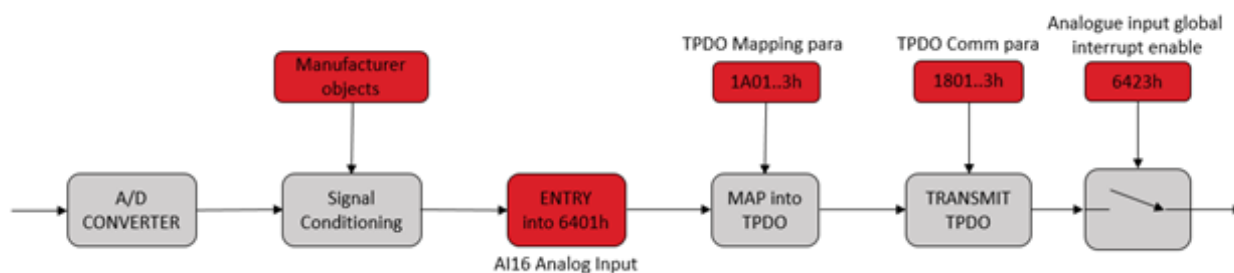 Analogue input global
interrupt enable
TPDO Mapping para
TPDO Comm para
Manufacturer
objects
1A01..3h
1801..3h
6423h
A/D
CONVERTER
Signal
Conditioning
ENTRY
into 6401h
MAP into
TPDO
TRANSMIT
TPDO
AI16 Analog Input